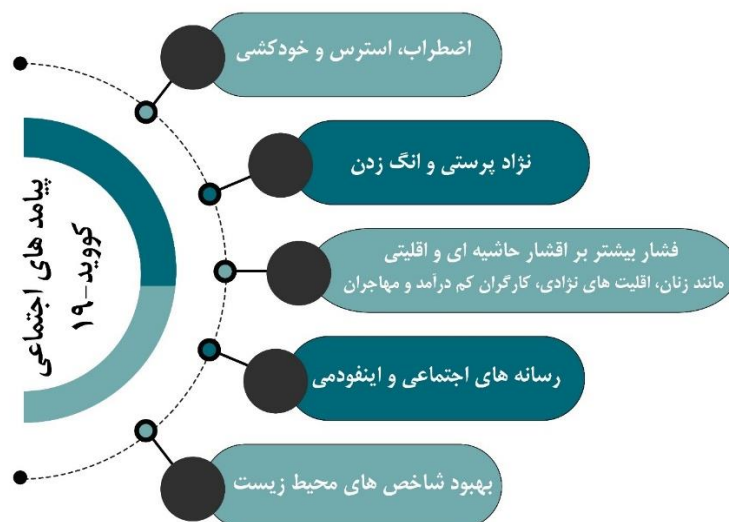 پیامد های اجتماعی
کووید-۱۹
اضطراب، استرس و خودکشی
نژاد پرستی و انگ زدن
فشار بیشتر بر اقشار حاشیه ای و اقلیتی
مانند زنان، اقلیت های نژادی، کارگران کم درآمد و مهاجران
رسانه های اجتماعی و اینفودمی
بهبود شاخص های محیط زیست